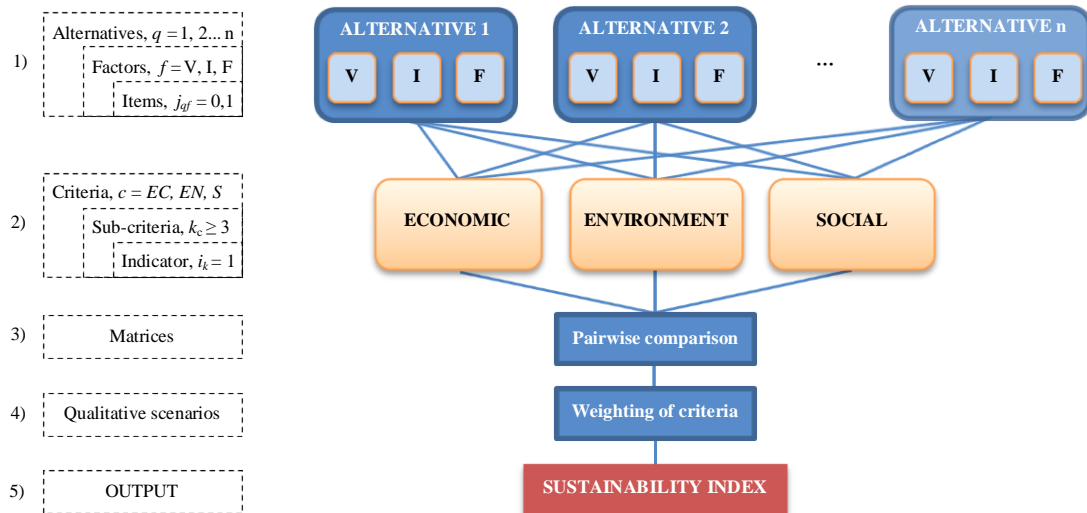 1)
Alternatives, q = 1, 2... n
Factors, f = V, I, F
Items, j_qf = 0,1
ALTERNATIVE 1
V I F
ALTERNATIVE 2
V I F
...
ALTERNATIVE n
V I F
2)
Criteria, c = EC, EN, S
Sub-criteria, k_c ≥ 3
Indicator, i_k = 1
ECONOMIC
ENVIRONMENT
SOCIAL
3)
Matrices
Pairwise comparison
4)
Qualitative scenarios
Weighting of criteria
5)
OUTPUT
SUSTAINABILITY INDEX